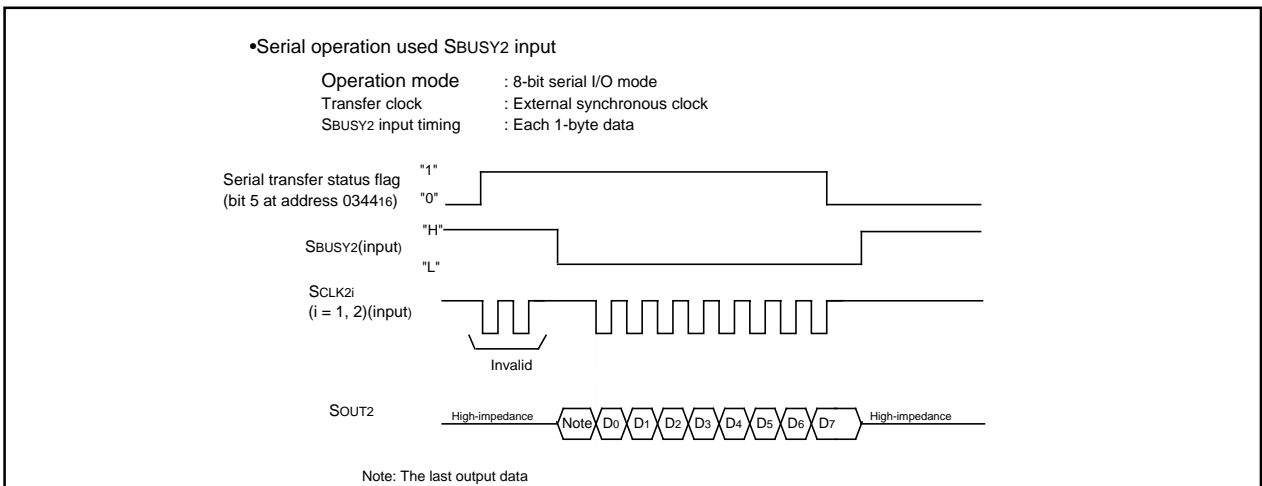 •Serial operation used SBUSY2 input
Operation mode : 8-bit serial I/O mode
Transfer clock : External synchronous clock
SBUSY2 input timing : Each 1-byte data
Serial transfer status flag
(bit 5 at address 034416)
"1"
"0"
SBUSY2(input)
"H"
"L"
SCLK2i
(i = 1, 2)(input)
Invalid
SOUT2
High-impedance
Note D0 D1 D2 D3 D4 D5 D6 D7
High-impedance
Note: The last output data